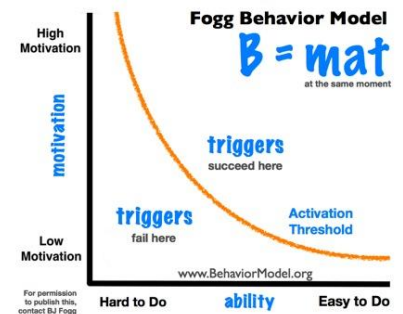 Fogg Behavior Model
B = mat
at the same moment
High
Motivation
motivation
triggers
succeed here
triggers
fail here
Activation
Threshold
Low
Motivation
www.BehaviorModel.org
For permission
to publish this,
contact BJ Fogg
Hard to Do
ability
Easy to Do